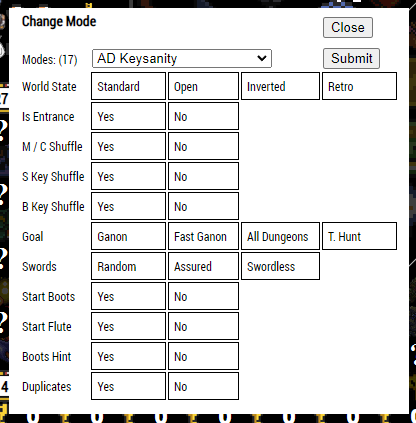 Change Mode
Close
Modes: (17) AD Keysanity Submit
World State Standard Open Inverted Retro
Is Entrance Yes No
M / C Shuffle Yes No
S Key Shuffle Yes No
B Key Shuffle Yes No
Goal Ganon Fast Ganon All Dungeons T. Hunt
Swords Random Assured Swordless
Start Boots Yes No
Start Flute Yes No
Boots Hint Yes No
Duplicates Yes No